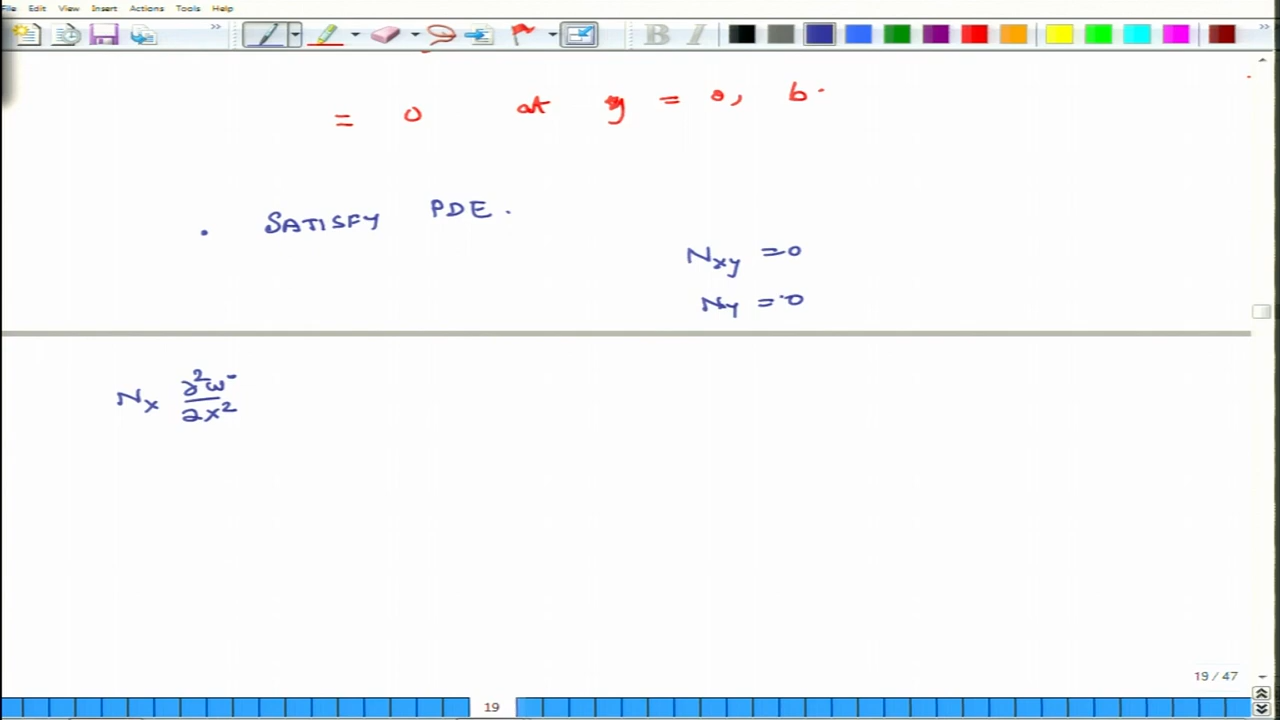 File Edit View Insert Actions Tools Help
B I
= 0 at y = 0, b.
. SATISFY PDE.
Nxy = 0
Ny = 0
Nx ∂²w/∂x²
19 / 47
19